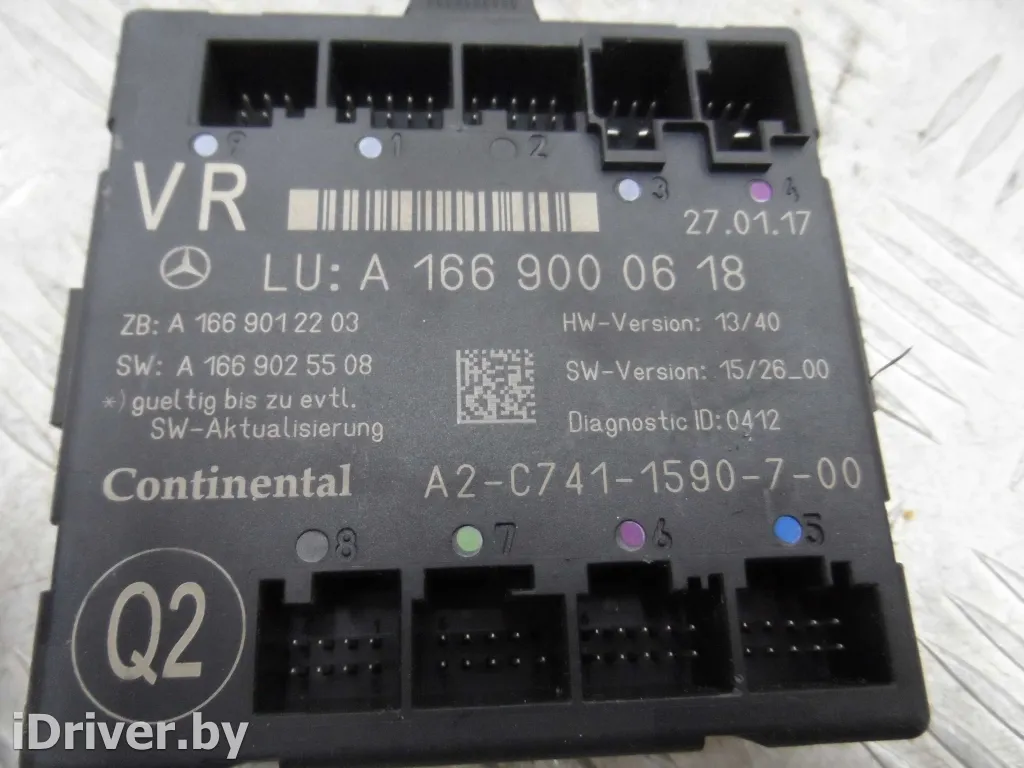 9 1 2 3 4
VR
27.01.17
LU: A 166 900 06 18
ZB: A 166 901 22 03
HW-Version: 13/40
SW: A 166 902 55 08
SW-Version: 15/26_00
*) gueltig bis zu evtl.
SW-Aktualisierung
Diagnostic ID: 0412
Continental
A2-C741-1590-7-00
8 7 6 5
Q2
iDriver.by